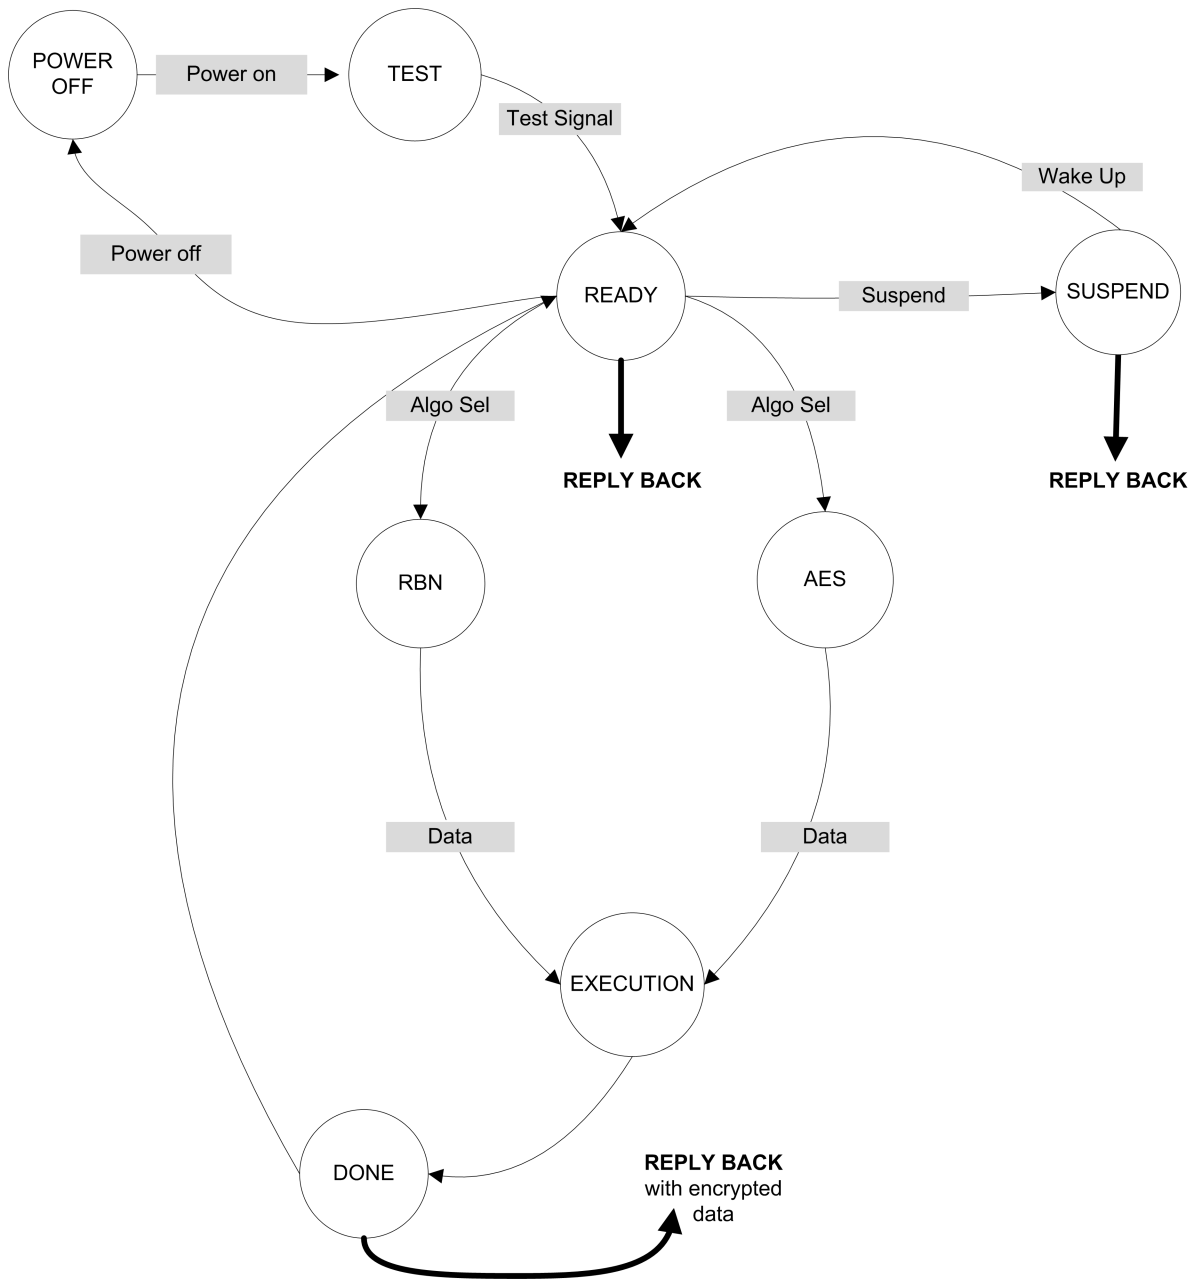 POWER
OFF
Power on
TEST
Test Signal
Wake Up
Power off
READY
Suspend
SUSPEND
Algo Sel
Algo Sel
REPLY BACK
REPLY BACK
RBN
AES
Data
Data
EXECUTION
DONE
REPLY BACK
with encrypted
data